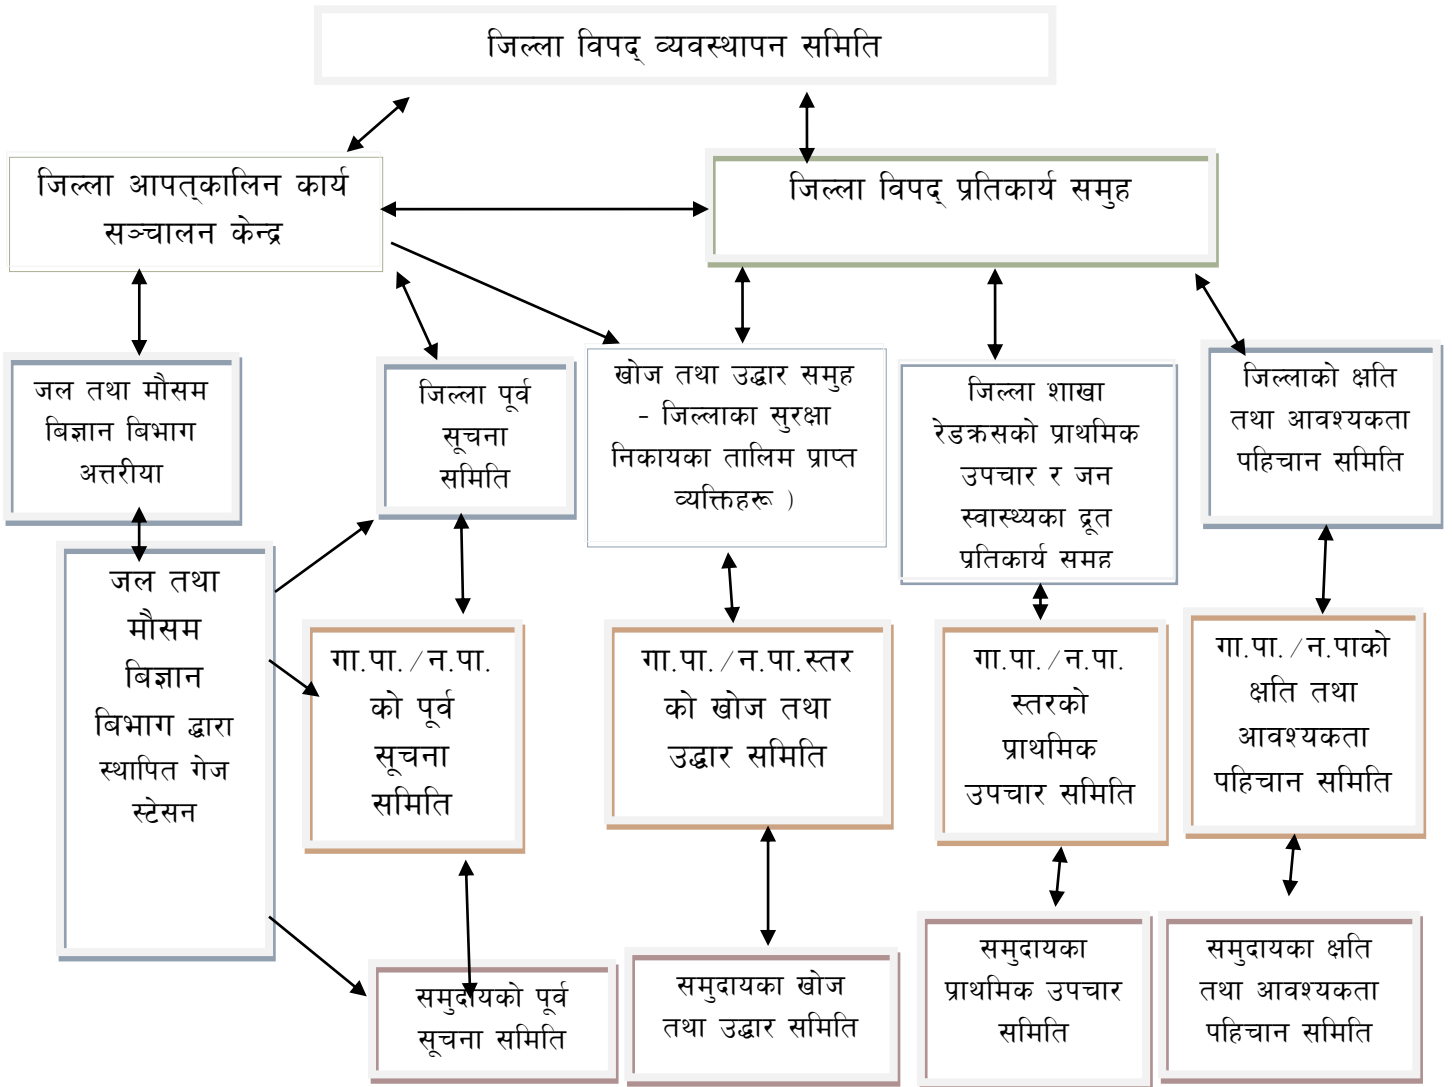 जिल्ला विपद् व्यवस्थापन समिति
जिल्ला आपत्कालिन कार्य
सञ्चालन केन्द्र
जिल्ला विपद् प्रतिकार्य समुह
जल तथा मौसम
बिज्ञान बिभाग
अत्तरीया
जिल्ला पूर्व
सूचना
समिति
खोज तथा उद्धार समुह
- जिल्लाका सुरक्षा
निकायका तालिम प्राप्त
व्यक्तिहरू )
जिल्ला शाखा
रेडक्रसको प्राथमिक
उपचार र जन
स्वास्थ्यका द्रूत
प्रतिकार्य समुह
जिल्लाको क्षति
तथा आवश्यकता
पहिचान समिति
जल तथा
मौसम
बिज्ञान
बिभाग द्धारा
स्थापित गेज
स्टेसन
गा.पा./न.पा.
को पूर्व
सूचना
समिति
गा.पा./न.पा.स्तर
को खोज तथा
उद्धार समिति
गा.पा./न.पा.
स्तरको
प्राथमिक
उपचार समिति
गा.पा./न.पाको
क्षति तथा
आवश्यकता
पहिचान समिति
समुदायको पूर्व
सूचना समिति
समुदायका खोज
तथा उद्धार समिति
समुदायका
प्राथमिक उपचार
समिति
समुदायका क्षति
तथा आवश्यकता
पहिचान समिति